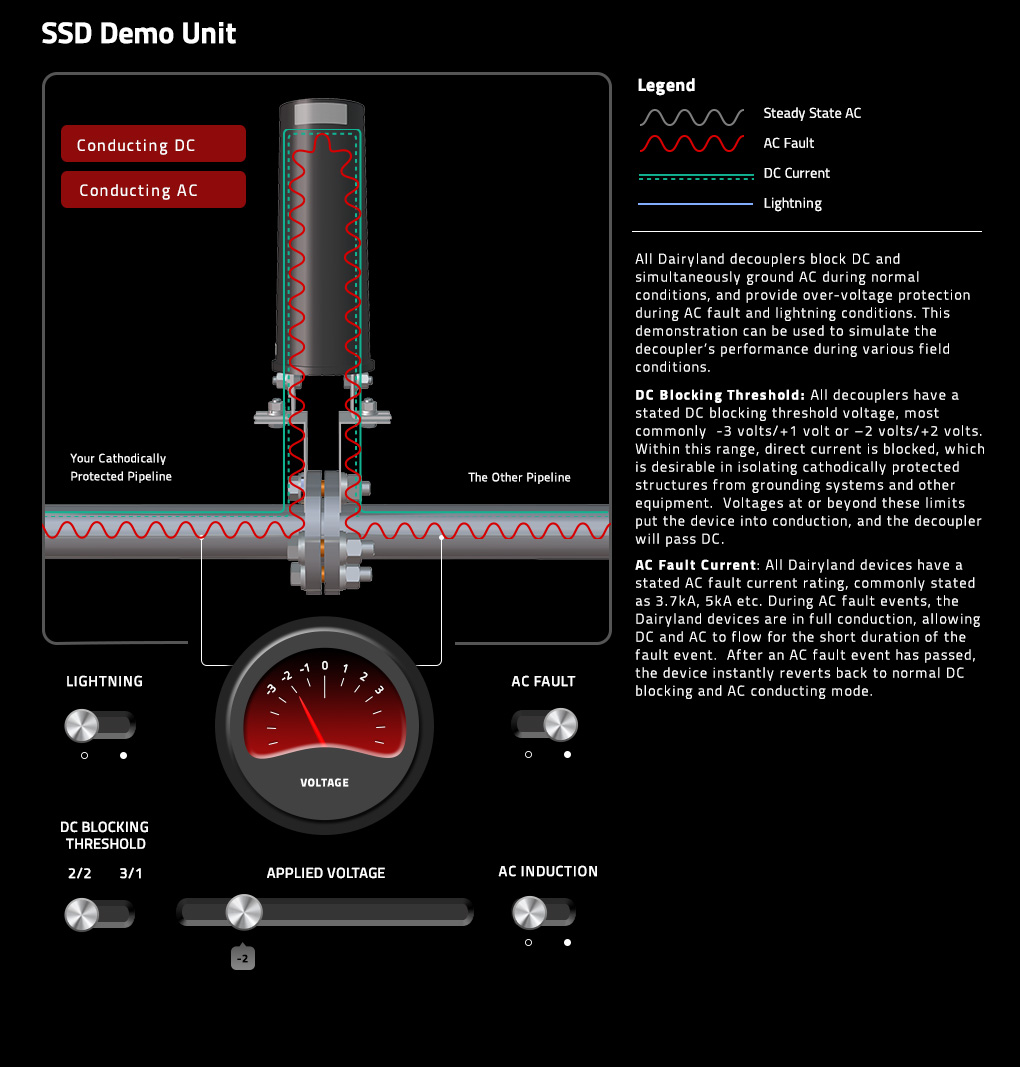 SSD Demo Unit
Conducting DC
Conducting AC
Your Cathodically
Protected Pipeline
The Other Pipeline
-3 -2 -1 0 1 2 3
VOLTAGE
LIGHTNING
AC FAULT
DC BLOCKING
THRESHOLD
2/2 3/1
APPLIED VOLTAGE
-2
AC INDUCTION
Legend
Steady State AC
AC Fault
DC Current
Lightning
All Dairyland decouplers block DC and
simultaneously ground AC during normal
conditions, and provide over-voltage protection
during AC fault and lightning conditions. This
demonstration can be used to simulate the
decoupler's performance during various field
conditions.
DC Blocking Threshold: All decouplers have a
stated DC blocking threshold voltage, most
commonly  -3 volts/+1 volt or –2 volts/+2 volts.
Within this range, direct current is blocked, which
is desirable in isolating cathodically protected
structures from grounding systems and other
equipment.  Voltages at or beyond these limits
put the device into conduction, and the decoupler
will pass DC.
AC Fault Current: All Dairyland devices have a
stated AC fault current rating, commonly stated
as 3.7kA, 5kA etc. During AC fault events, the
Dairyland devices are in full conduction, allowing
DC and AC to flow for the short duration of the
fault event.  After an AC fault event has passed,
the device instantly reverts back to normal DC
blocking and AC conducting mode.